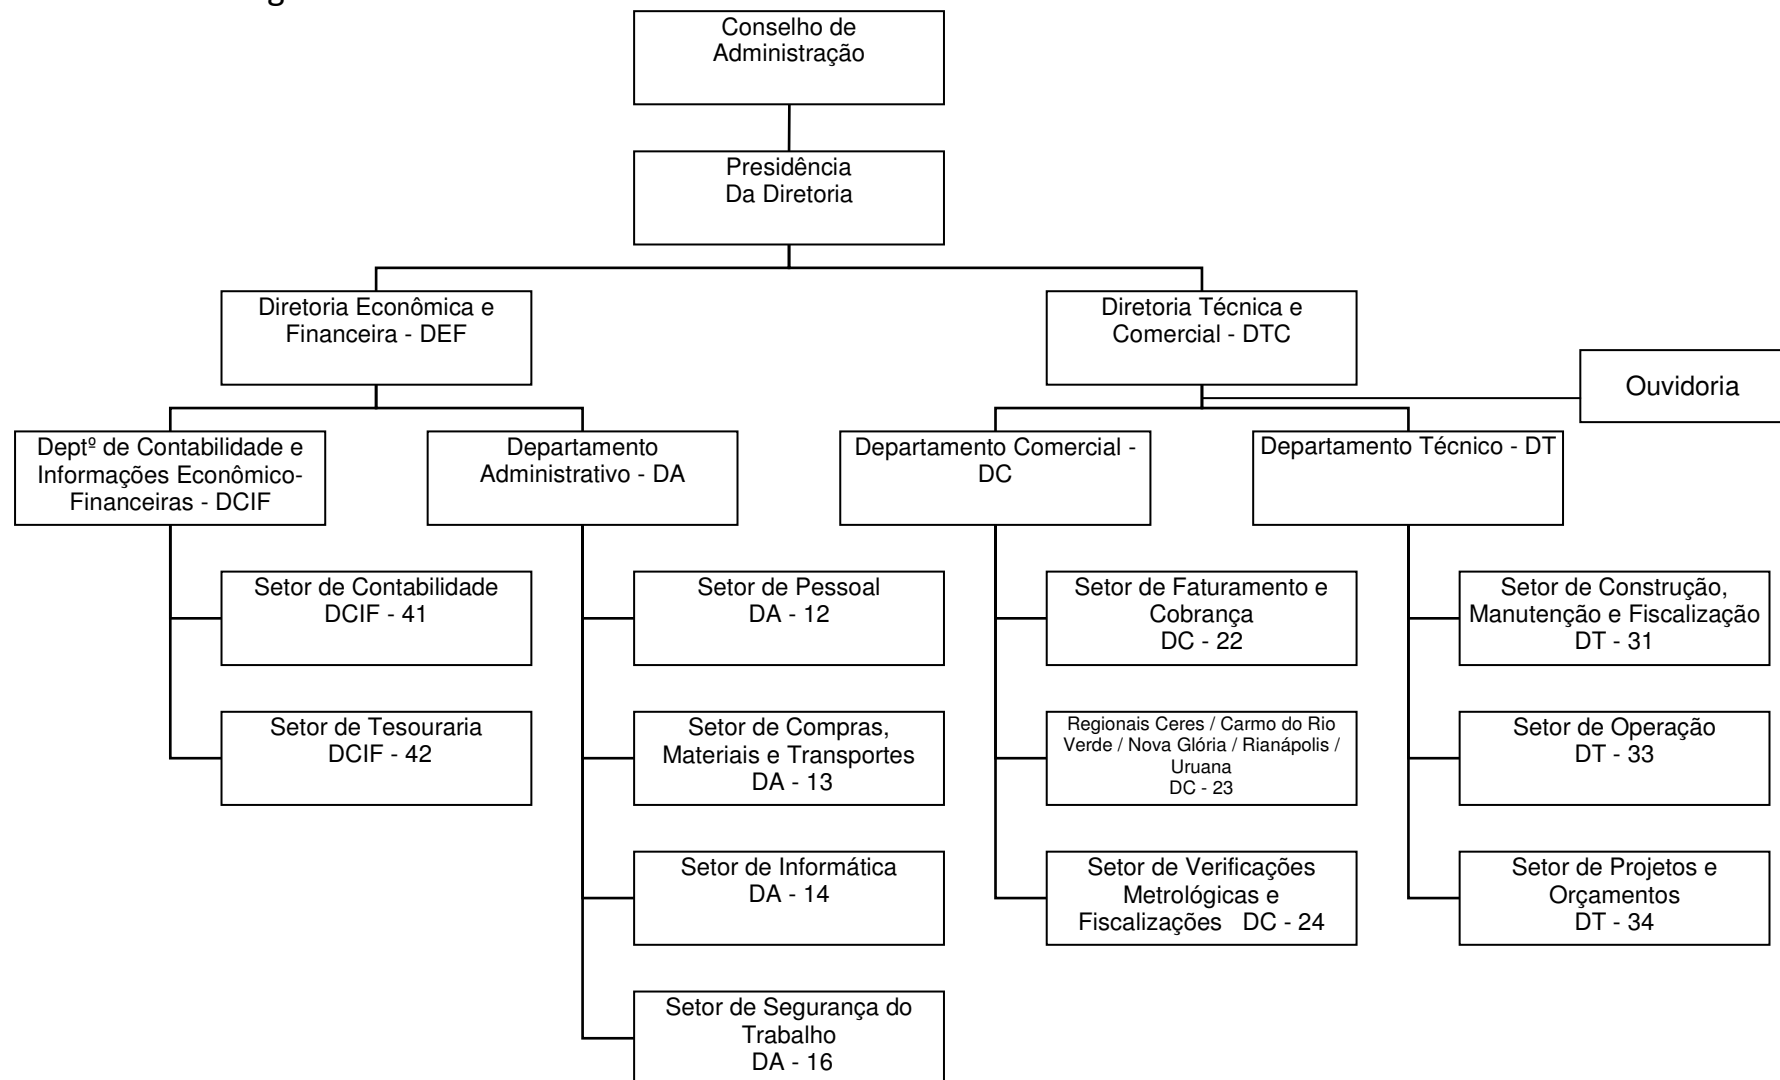 Conselho de
Administração
Presidência
Da Diretoria
Diretoria Econômica e
Financeira - DEF
Diretoria Técnica e
Comercial - DTC
Ouvidoria
Deptº de Contabilidade e
Informações Econômico-
Financeiras - DCIF
Departamento
Administrativo - DA
Departamento Comercial -
DC
Departamento Técnico - DT
Setor de Contabilidade
DCIF - 41
Setor de Pessoal
DA - 12
Setor de Faturamento e
Cobrança
DC - 22
Setor de Construção,
Manutenção e Fiscalização
DT - 31
Setor de Tesouraria
DCIF - 42
Setor de Compras,
Materiais e Transportes
DA - 13
Regionais Ceres / Carmo do Rio
Verde / Nova Glória / Rianápolis /
Uruana
DC - 23
Setor de Operação
DT - 33
Setor de Informática
DA - 14
Setor de Verificações
Metrológicas e
Fiscalizações DC - 24
Setor de Projetos e
Orçamentos
DT - 34
Setor de Segurança do
Trabalho
DA - 16